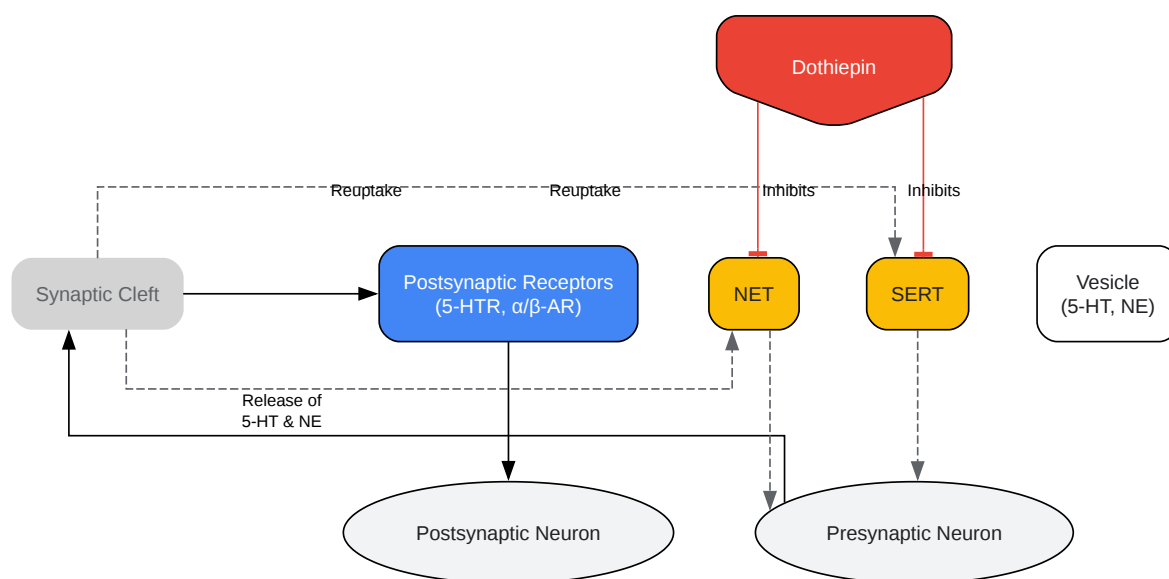 Dothiepin
Reuptake
Reuptake
Inhibits
Inhibits
Synaptic Cleft
Postsynaptic Receptors
(5-HTR, α/β-AR)
NET
SERT
Vesicle
(5-HT, NE)
Release of
5-HT & NE
Postsynaptic Neuron
Presynaptic Neuron